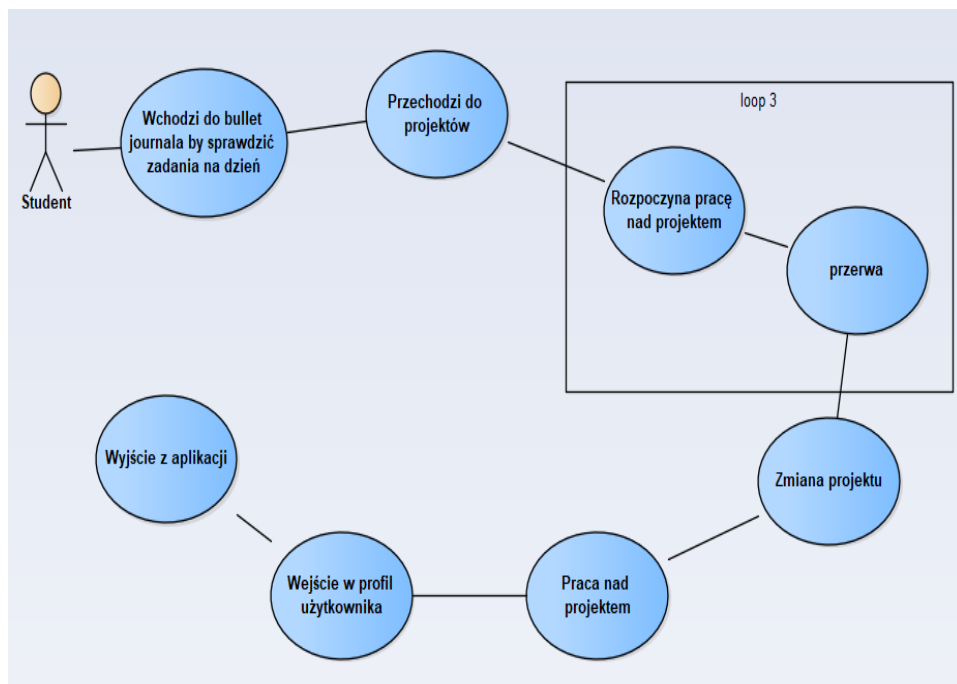 Student
Wchodzi do bullet
journala by sprawdzić
zadania na dzień
Przechodzi do
projektów
loop 3
Rozpoczyna pracę
nad projektem
przerwa
Zmiana projektu
Praca nad
projektem
Wejście w profil
użytkownika
Wyjście z aplikacji